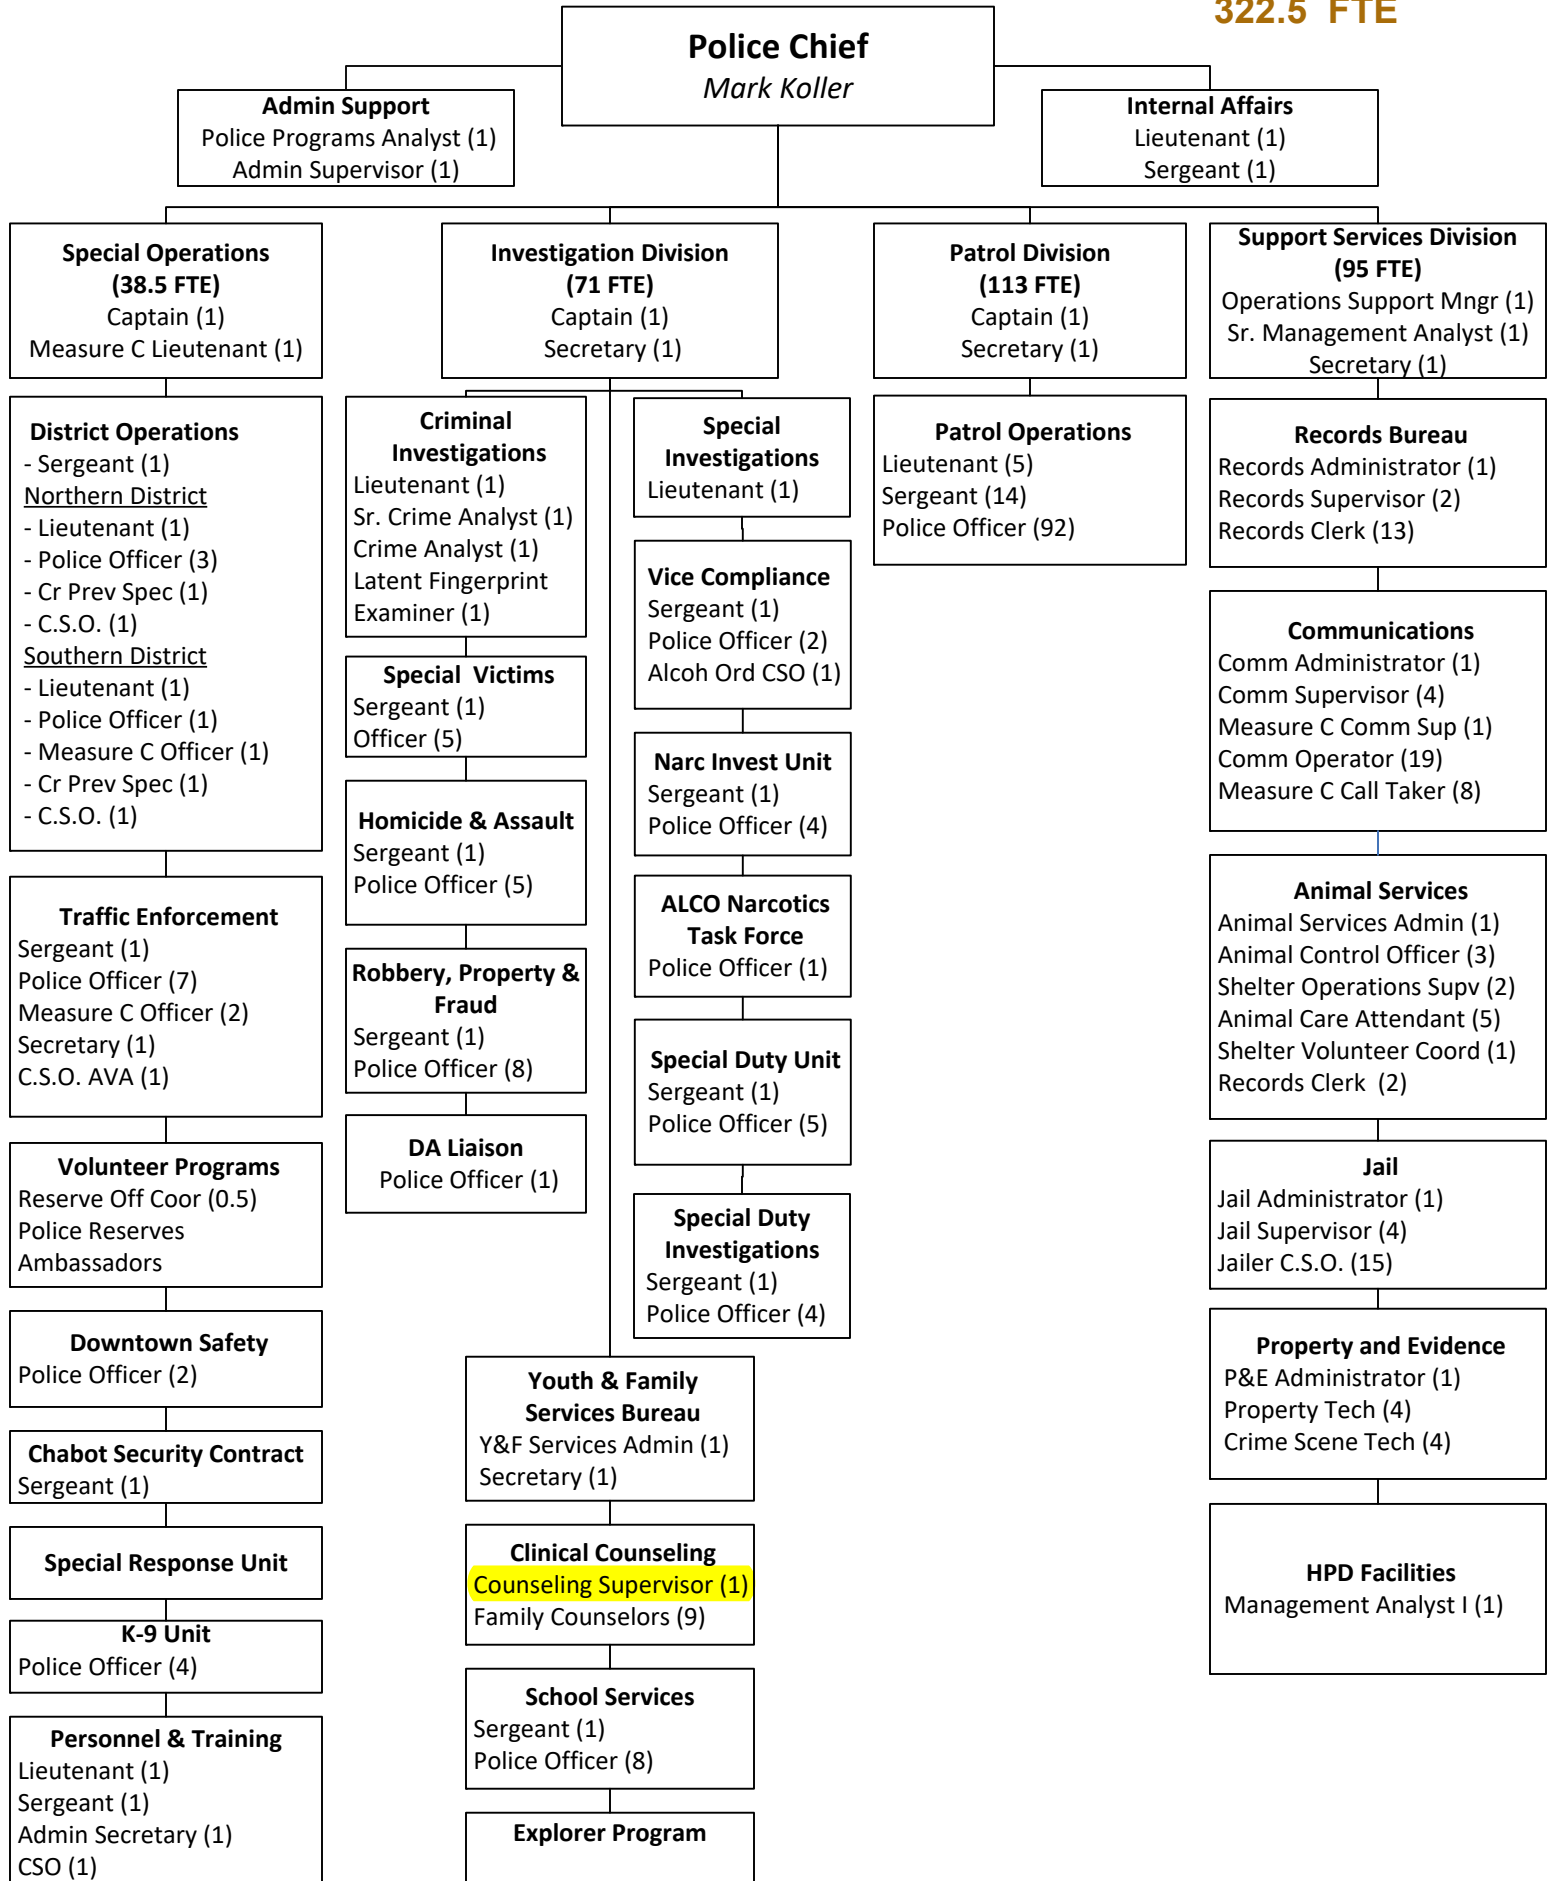 322.5 FTE
Police Chief
Mark Koller
Admin Support
Police Programs Analyst (1)
Admin Supervisor (1)
Internal Affairs
Lieutenant (1)
Sergeant (1)
Special Operations
(38.5 FTE)
Captain (1)
Measure C Lieutenant (1)
Investigation Division
(71 FTE)
Captain (1)
Secretary (1)
Patrol Division
(113 FTE)
Captain (1)
Secretary (1)
Support Services Division
(95 FTE)
Operations Support Mngr (1)
Sr. Management Analyst (1)
Secretary (1)
District Operations
- Sergeant (1)
Northern District
- Lieutenant (1)
- Police Officer (3)
- Cr Prev Spec (1)
- C.S.O. (1)
Southern District
- Lieutenant (1)
- Police Officer (1)
- Measure C Officer (1)
- Cr Prev Spec (1)
- C.S.O. (1)
Traffic Enforcement
Sergeant (1)
Police Officer (7)
Measure C Officer (2)
Secretary (1)
C.S.O. AVA (1)
Volunteer Programs
Reserve Off Coor (0.5)
Police Reserves
Ambassadors
Downtown Safety
Police Officer (2)
Chabot Security Contract
Sergeant (1)
Special Response Unit
K-9 Unit
Police Officer (4)
Personnel & Training
Lieutenant (1)
Sergeant (1)
Admin Secretary (1)
CSO (1)
Criminal
Investigations
Lieutenant (1)
Sr. Crime Analyst (1)
Crime Analyst (1)
Latent Fingerprint
Examiner (1)
Special Victims
Sergeant (1)
Officer (5)
Homicide & Assault
Sergeant (1)
Police Officer (5)
Robbery, Property &
Fraud
Sergeant (1)
Police Officer (8)
DA Liaison
Police Officer (1)
Special
Investigations
Lieutenant (1)
Vice Compliance
Sergeant (1)
Police Officer (2)
Alcoh Ord CSO (1)
Narc Invest Unit
Sergeant (1)
Police Officer (4)
ALCO Narcotics
Task Force
Police Officer (1)
Special Duty Unit
Sergeant (1)
Police Officer (5)
Special Duty
Investigations
Sergeant (1)
Police Officer (4)
Youth & Family
Services Bureau
Y&F Services Admin (1)
Secretary (1)
Clinical Counseling
Counseling Supervisor (1)
Family Counselors (9)
School Services
Sergeant (1)
Police Officer (8)
Explorer Program
Patrol Operations
Lieutenant (5)
Sergeant (14)
Police Officer (92)
Records Bureau
Records Administrator (1)
Records Supervisor (2)
Records Clerk (13)
Communications
Comm Administrator (1)
Comm Supervisor (4)
Measure C Comm Sup (1)
Comm Operator (19)
Measure C Call Taker (8)
Animal Services
Animal Services Admin (1)
Animal Control Officer (3)
Shelter Operations Supv (2)
Animal Care Attendant (5)
Shelter Volunteer Coord (1)
Records Clerk (2)
Jail
Jail Administrator (1)
Jail Supervisor (4)
Jailer C.S.O. (15)
Property and Evidence
P&E Administrator (1)
Property Tech (4)
Crime Scene Tech (4)
HPD Facilities
Management Analyst I (1)